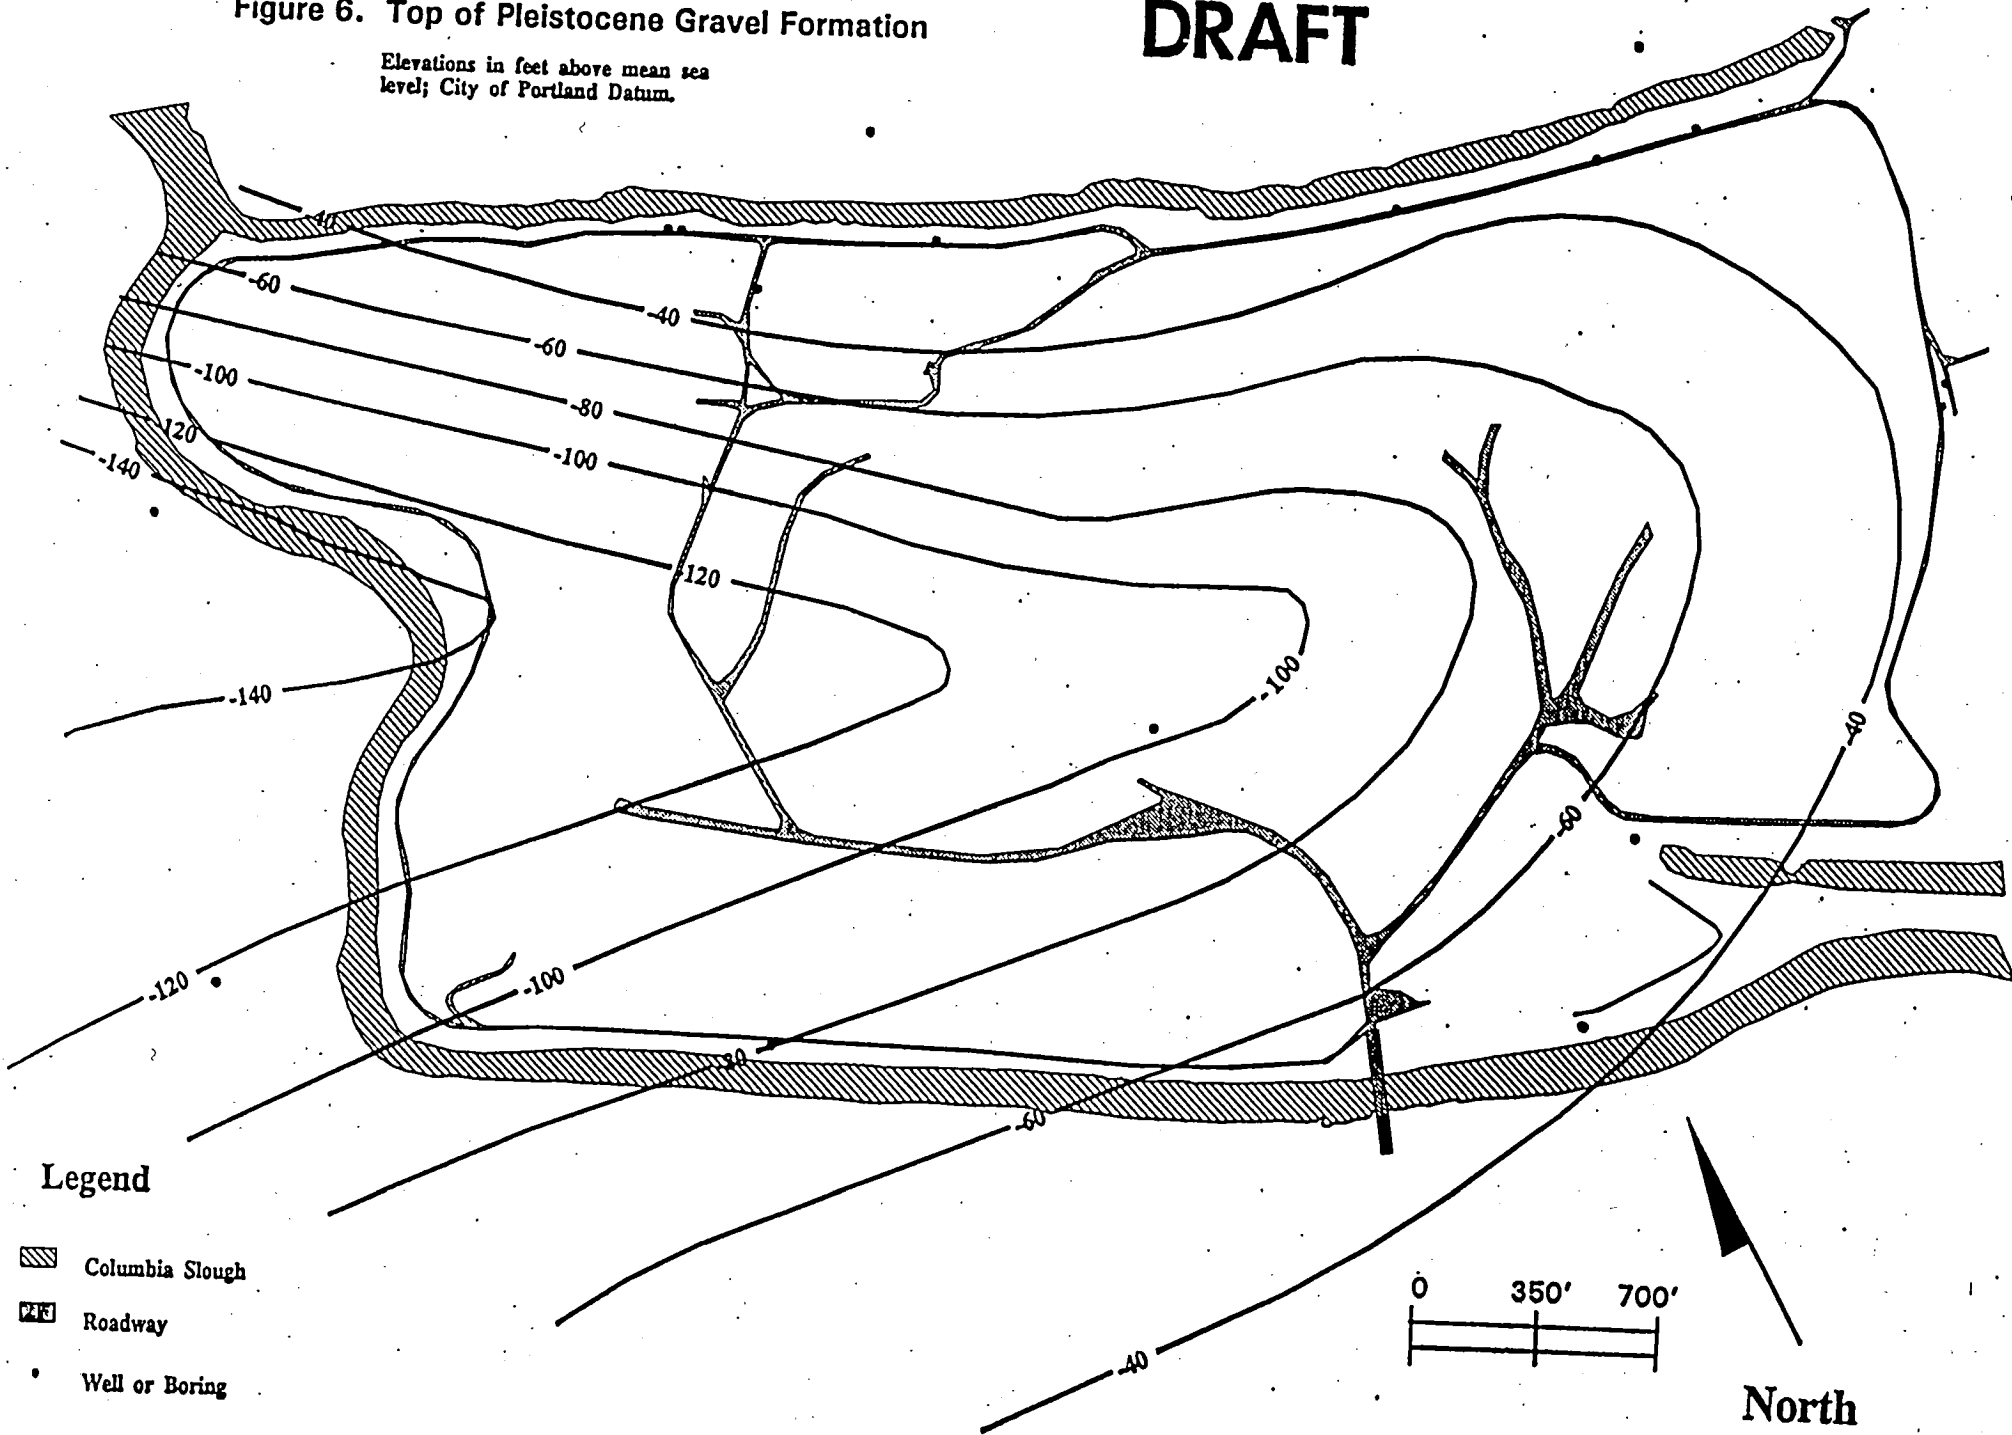 Figure 6. Top of Pleistocene Gravel Formation
DRAFT
Elevations in feet above mean sea
level; City of Portland Datum.
-40
-60
-40
-60
-100
-80
-100
120
-140
-120
-140
-100
-40
-60
-120
-100
-60
-40
Legend
Columbia Slough
Roadway
Well or Boring
0 350' 700'
North